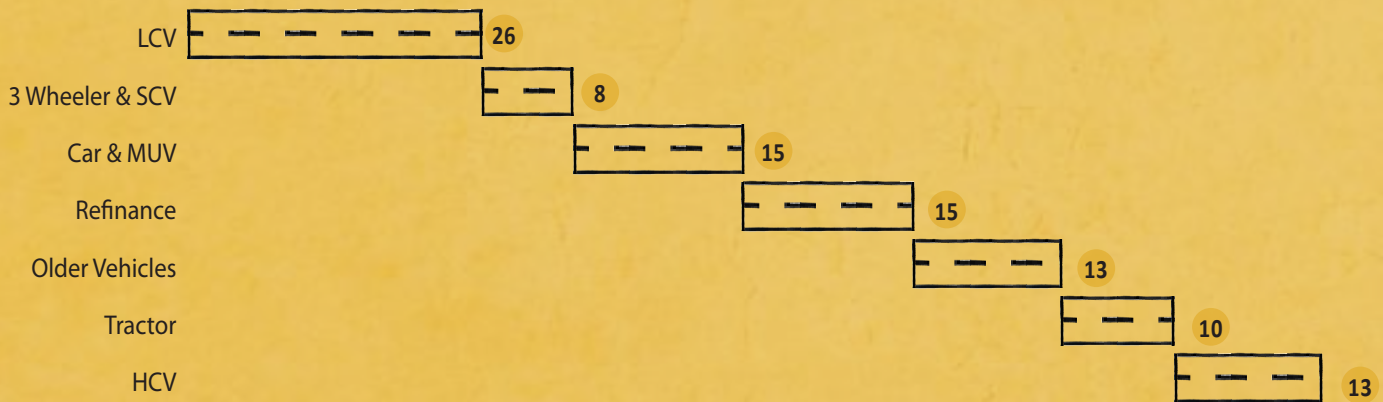 LCV 26
3 Wheeler & SCV 8
Car & MUV 15
Refinance 15
Older Vehicles 13
Tractor 10
HCV 13